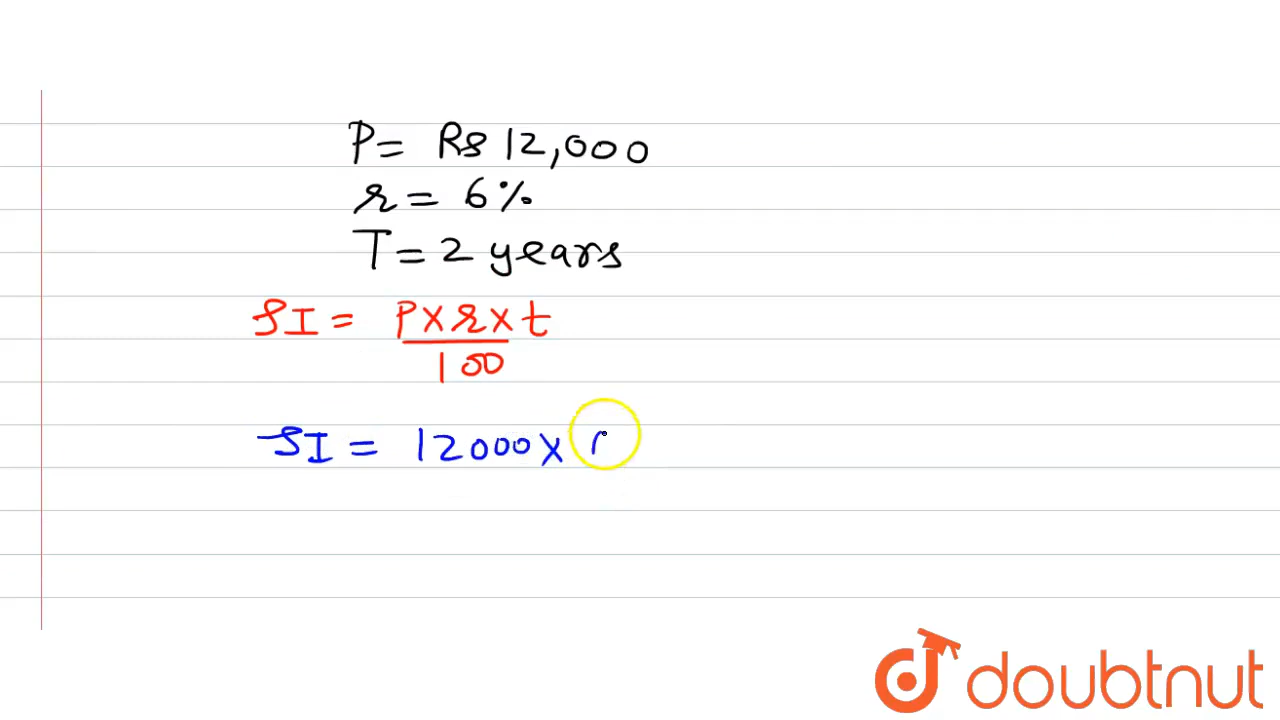 P= Rs 12,000
r = 6%
T= 2 years
SI = P×r×t
100
SI = 12000×
doubtnut